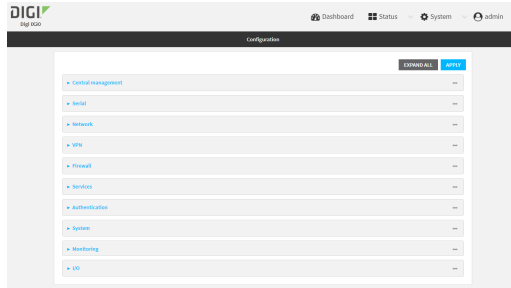 DIGI
Digi IX20
Dashboard Status System admin
Configuration
EXPAND ALL APPLY
Central management
Serial
Network
VPN
Firewall
Services
Authentication
System
Monitoring
I/O